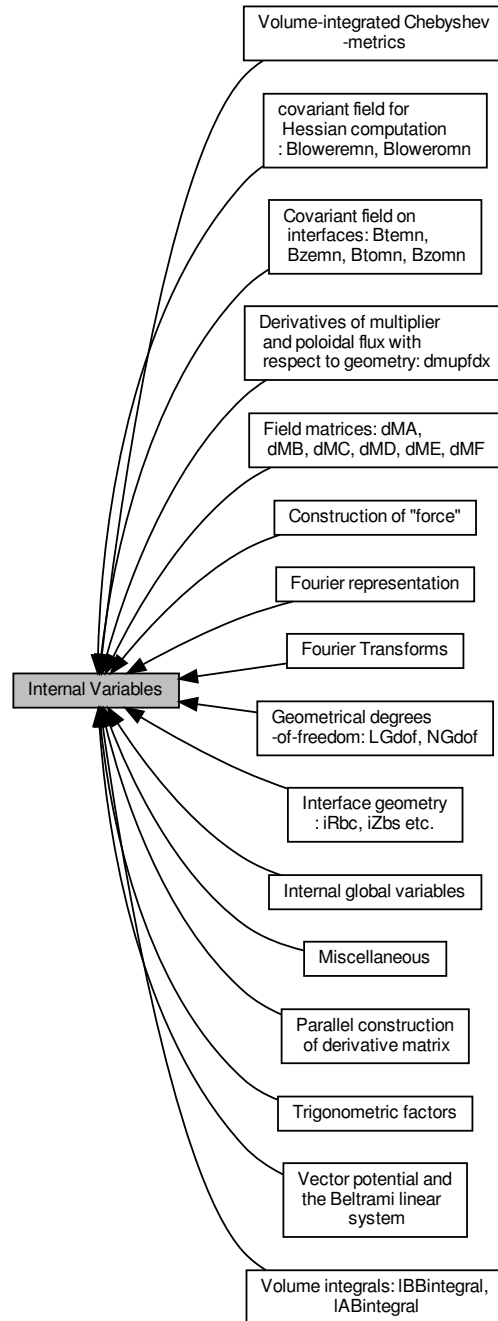 Volume-integrated Chebyshev
-metrics
covariant field for
Hessian computation
: Bloweremn, Bloweromn
Covariant field on
interfaces: Btemn,
Bzemn, Btomn, Bzomn
Derivatives of multiplier
and poloidal flux with
respect to geometry: dmupfdx
Field matrices: dMA,
dMB, dMC, dMD, dME, dMF
Construction of "force"
Fourier representation
Fourier Transforms
Internal Variables
Geometrical degrees
-of-freedom: LGdof, NGdof
Interface geometry
: iRbc, iZbs etc.
Internal global variables
Miscellaneous
Parallel construction
of derivative matrix
Trigonometric factors
Vector potential and
the Beltrami linear
system
Volume integrals: lBBintegral,
lABintegral